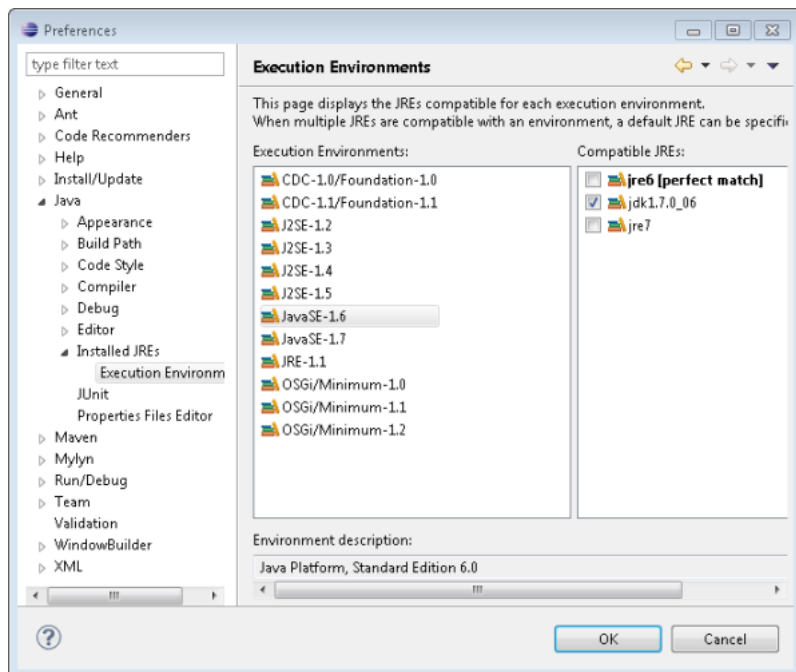 Preferences
type filter text
General
Ant
Code Recommenders
Help
Install/Update
Java
Appearance
Build Path
Code Style
Compiler
Debug
Editor
Installed JREs
Execution Environm
JUnit
Properties Files Editor
Maven
Mylyn
Run/Debug
Team
Validation
WindowBuilder
XML
Execution Environments
This page displays the JREs compatible for each execution environment.
When multiple JREs are compatible with an environment, a default JRE can be specifi
Execution Environments:
CDC-1.0/Foundation-1.0
CDC-1.1/Foundation-1.1
J2SE-1.2
J2SE-1.3
J2SE-1.4
J2SE-1.5
JavaSE-1.6
JavaSE-1.7
JRE-1.1
OSGi/Minimum-1.0
OSGi/Minimum-1.1
OSGi/Minimum-1.2
Compatible JREs:
jre6 [perfect match]
jdk1.7.0_06
jre7
Environment description:
Java Platform, Standard Edition 6.0
OK
Cancel